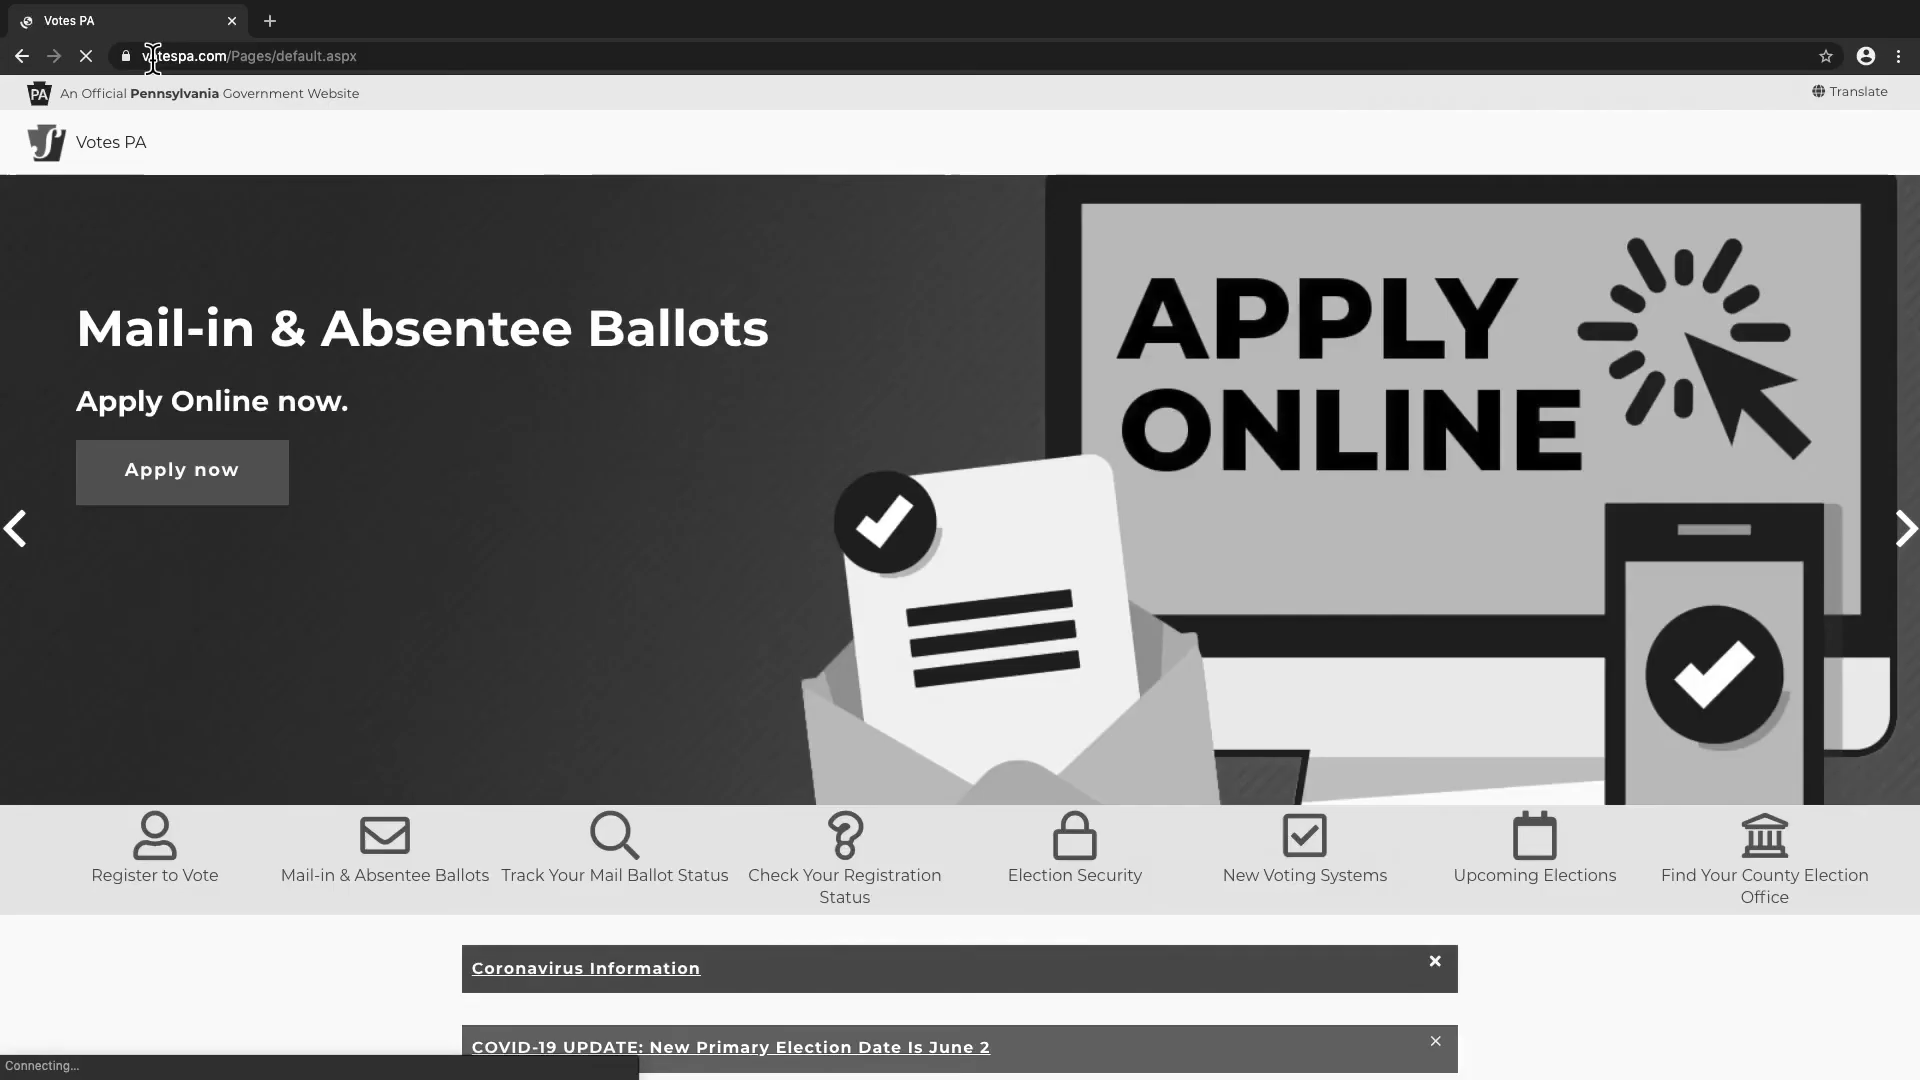 Votes PA
votespa.com/Pages/default.aspx
PA An Official Pennsylvania Government Website
Translate
Votes PA
Mail-in & Absentee Ballots
Apply Online now.
Apply now
APPLY
ONLINE
Register to Vote
Mail-in & Absentee Ballots
Track Your Mail Ballot Status
Check Your Registration
Status
Election Security
New Voting Systems
Upcoming Elections
Find Your County Election
Office
Coronavirus Information
COVID-19 UPDATE: New Primary Election Date Is June 2
Connecting...